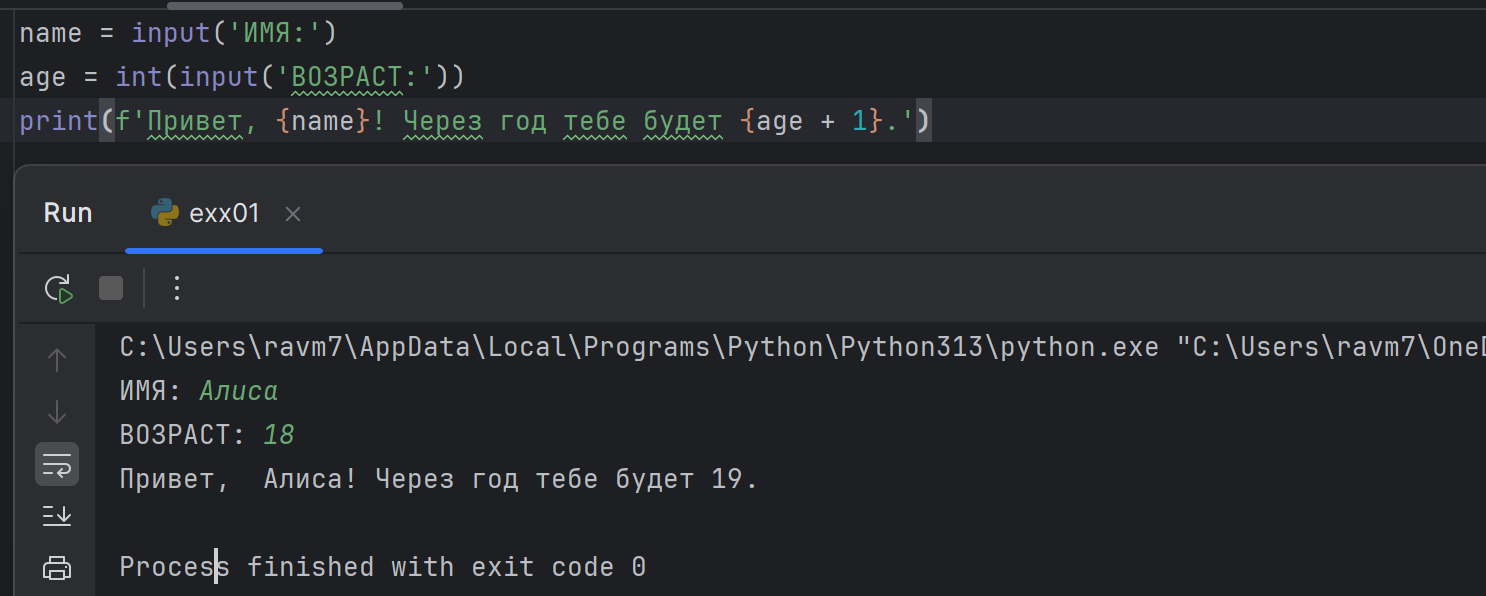 name = input('ИМЯ:')
age = int(input('ВОЗРАСТ:'))
print(f'Привет, {name}! Через год тебе будет {age + 1}.')
Run exx01
C:\Users\ravm7\AppData\Local\Programs\Python\Python313\python.exe "C:\Users\ravm7\OneD
ИМЯ: Алиса
ВОЗРАСТ: 18
Привет,  Алиса! Через год тебе будет 19.
Process finished with exit code 0